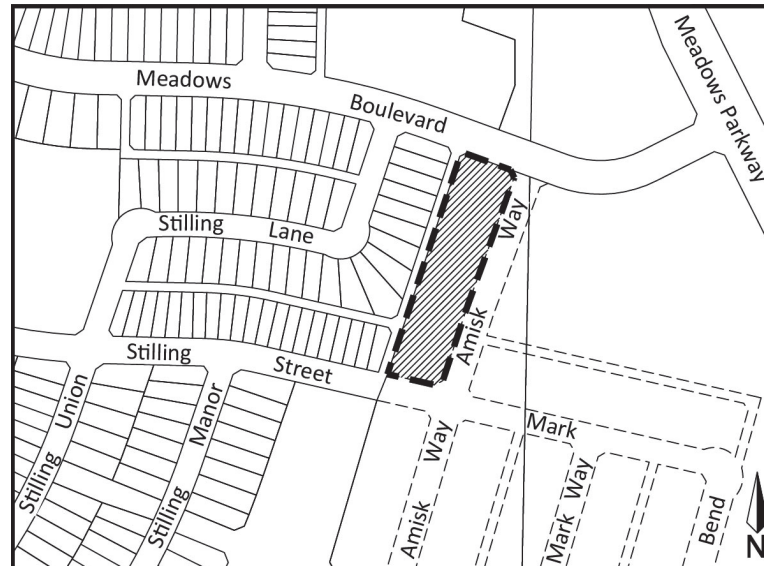 Meadows
Boulevard
Meadows Parkway
Way
Amisk
Stilling Lane
Stilling
Street
Stilling Union
Stilling Manor
Amisk Way
Mark
Mark Way
Bend
N